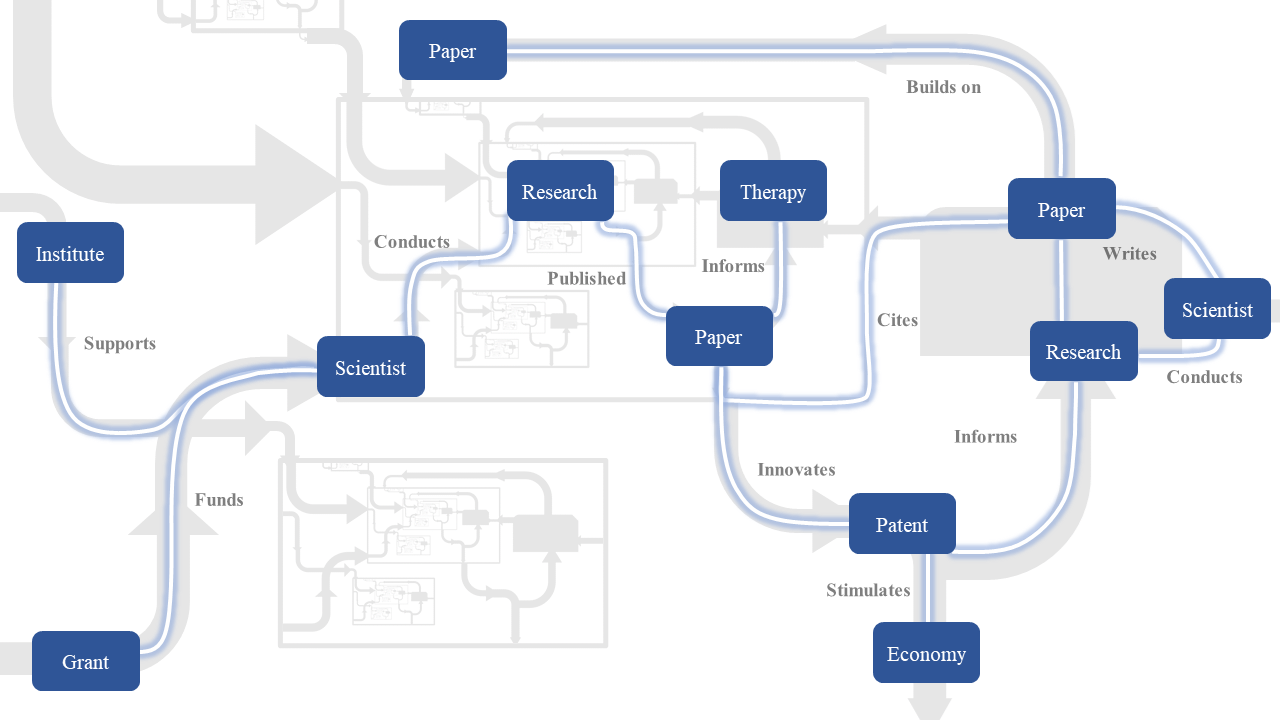 Paper
Builds on
Research
Therapy
Paper
Conducts
Institute
Writes
Published
Informs
Scientist
Cites
Supports
Paper
Research
Scientist
Conducts
Informs
Innovates
Funds
Patent
Stimulates
Economy
Grant